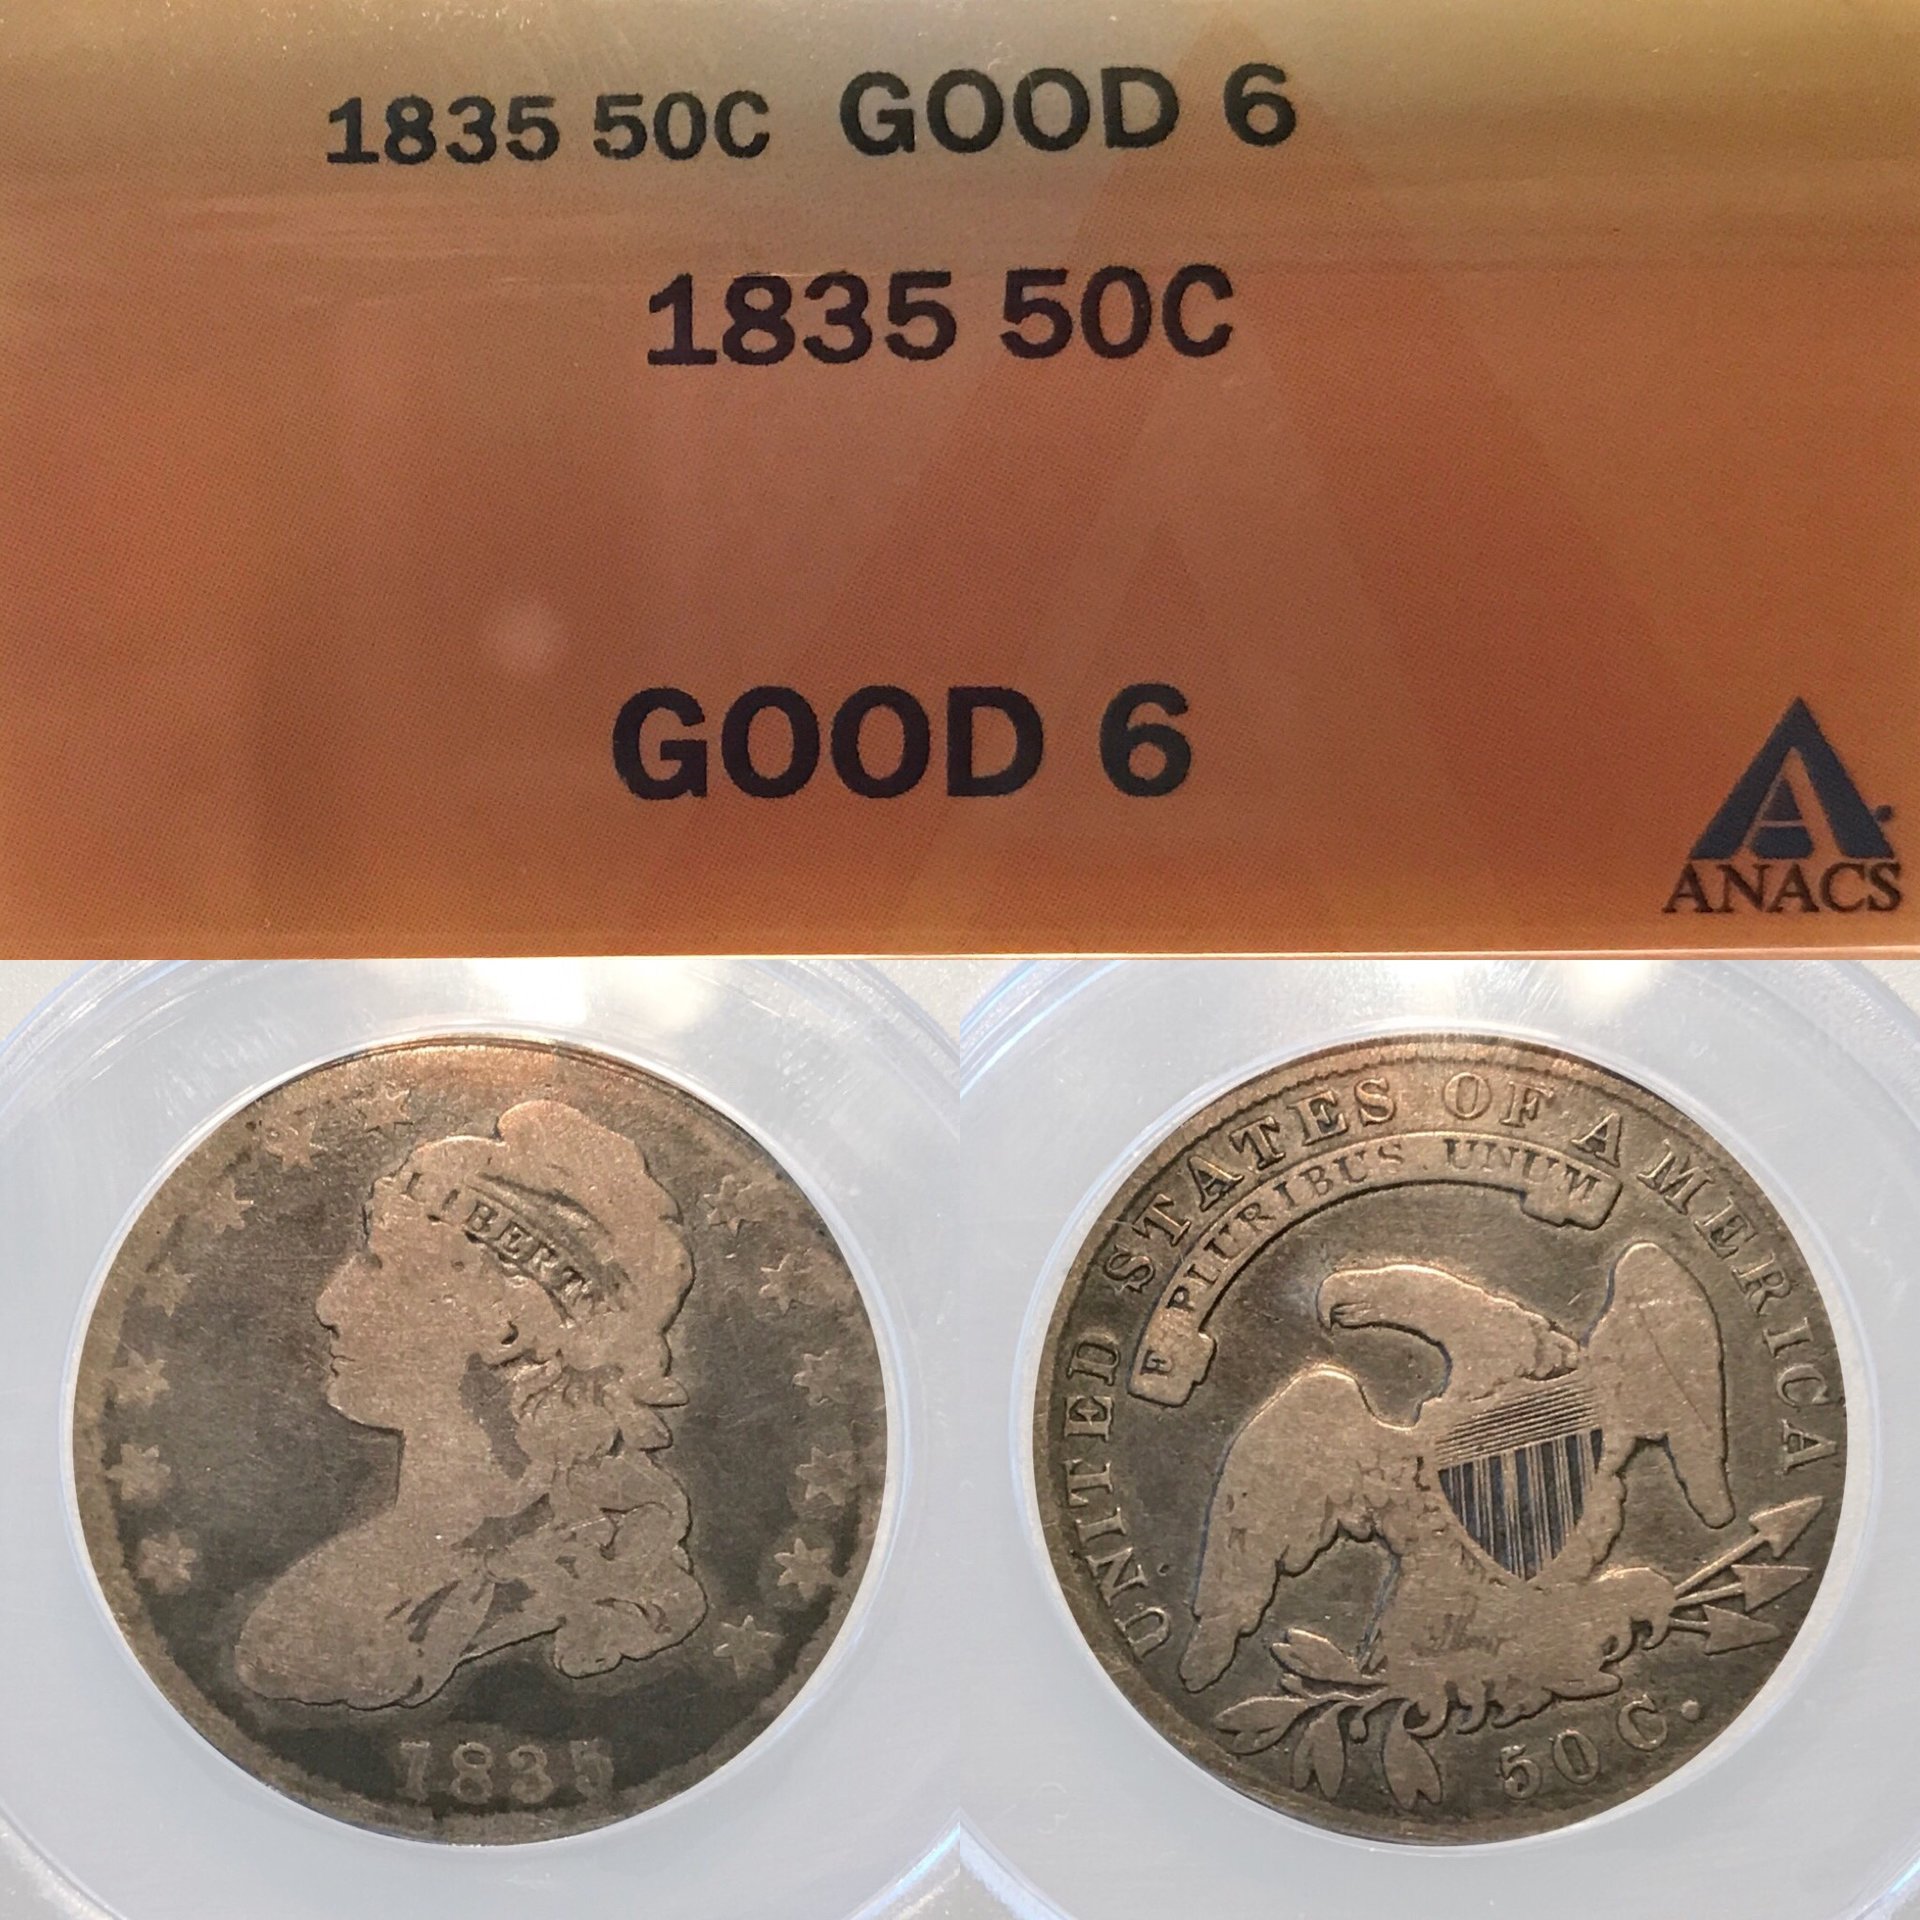 1835 50C GOOD 6
1835 50C
GOOD 6
A
ANACS
LIBERTY
1835
UNITED STATES OF AMERICA
E PLURIBUS UNUM
50 C.